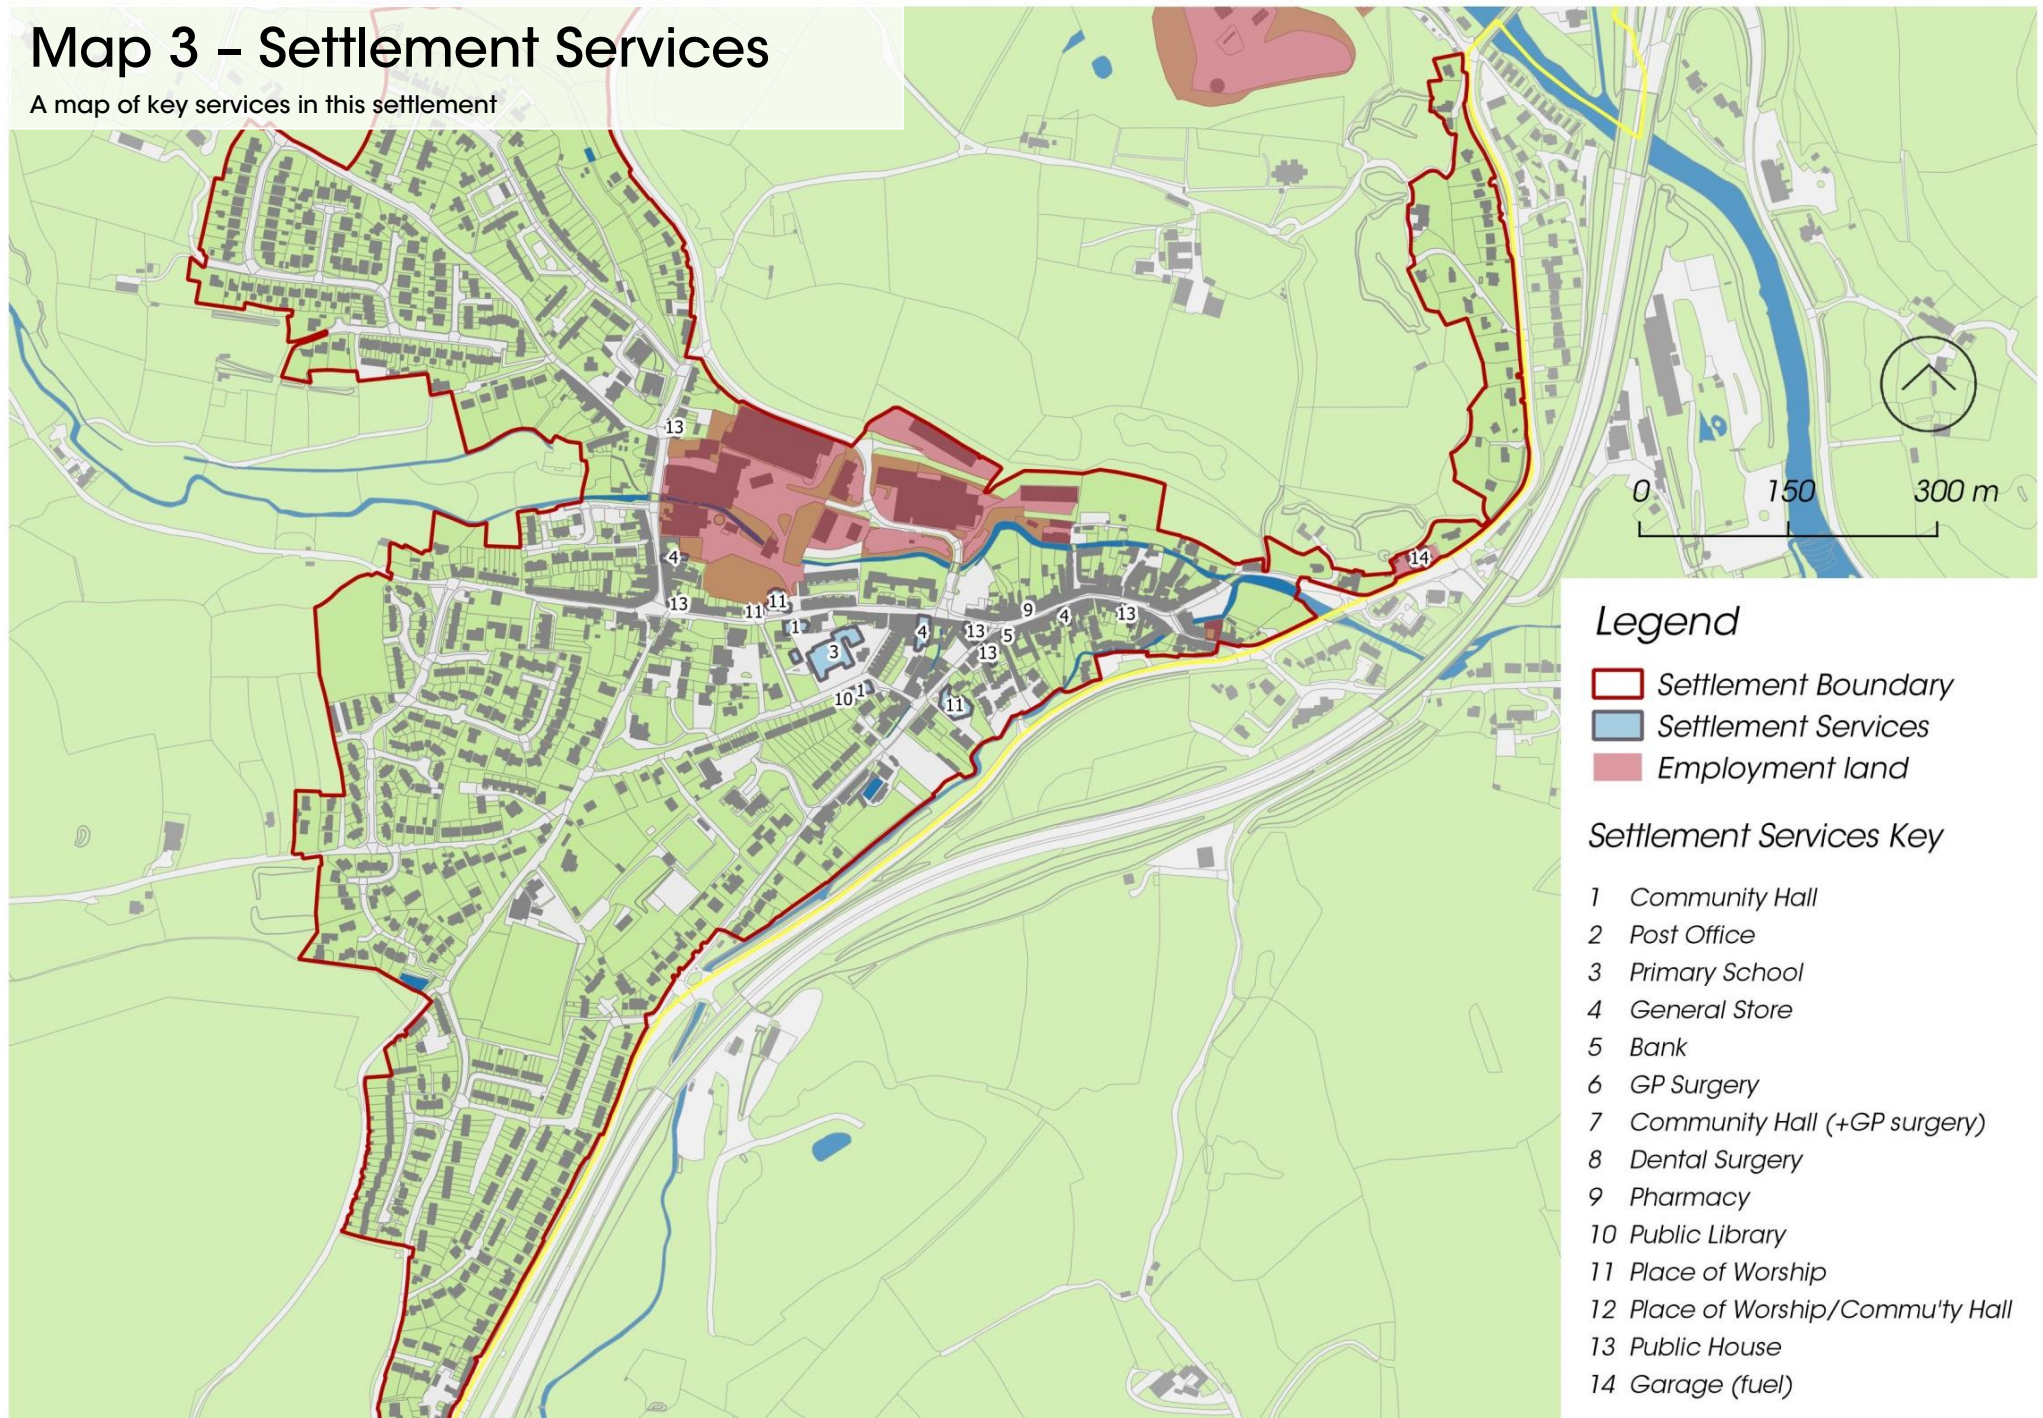 Map 3 – Settlement Services
A map of key services in this settlement
13
4
13
11
11
1
3
4
13
5
13
9
4
13
14
10
1
11
0 150 300 m
Legend
Settlement Boundary
Settlement Services
Employment land
Settlement Services Key
1 Community Hall
2 Post Office
3 Primary School
4 General Store
5 Bank
6 GP Surgery
7 Community Hall (+GP surgery)
8 Dental Surgery
9 Pharmacy
10 Public Library
11 Place of Worship
12 Place of Worship/Commu'ty Hall
13 Public House
14 Garage (fuel)